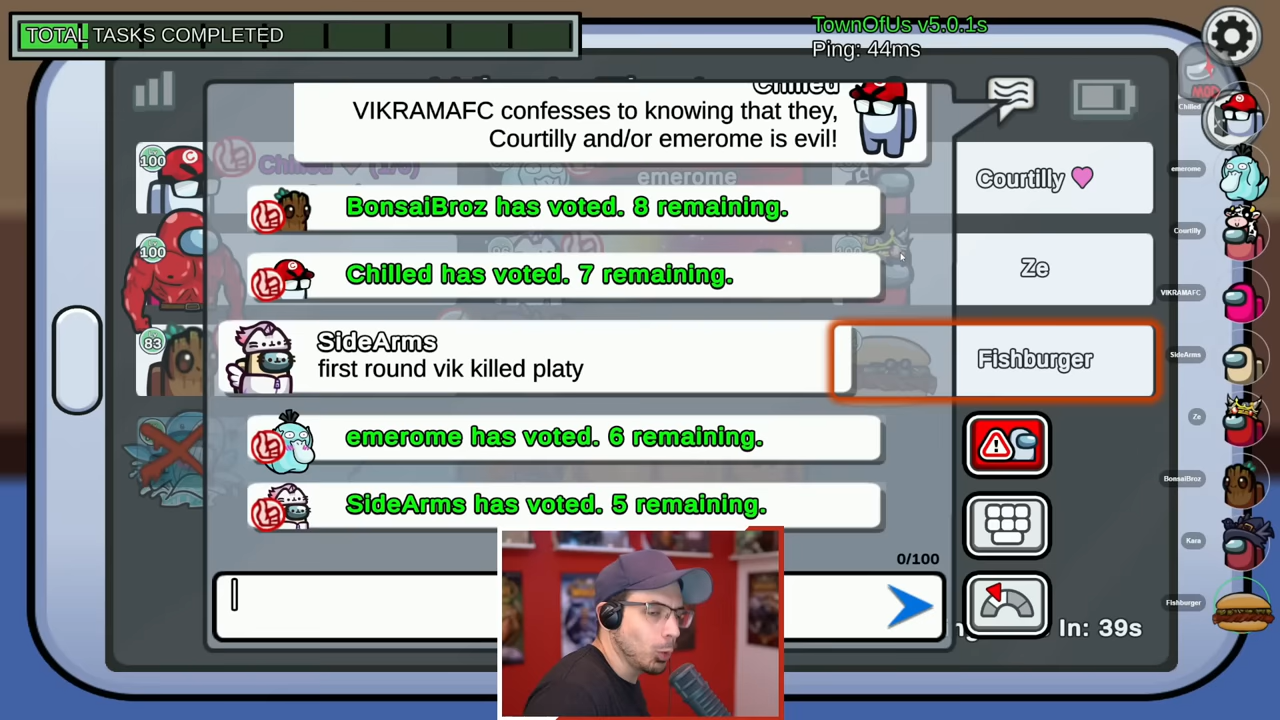 TOTAL TASKS COMPLETED
TownOfUs v5.0.1s
Ping: 44ms
Chilled
VIKRAMAFC confesses to knowing that they,
Courtilly and/or emerome is evil!
100
emerome
Courtilly
BonsaiBroz has voted. 8 remaining.
100
Chilled has voted. 7 remaining.
Ze
83
SideArms
first round vik killed platy
Fishburger
emerome has voted. 6 remaining.
SideArms has voted. 5 remaining.
0/100
In: 39s
MOD
Chilled
emerome
Courtilly
VIKRAMAFC
SideArms
Ze
BonsaiBroz
Kara
Fishburger